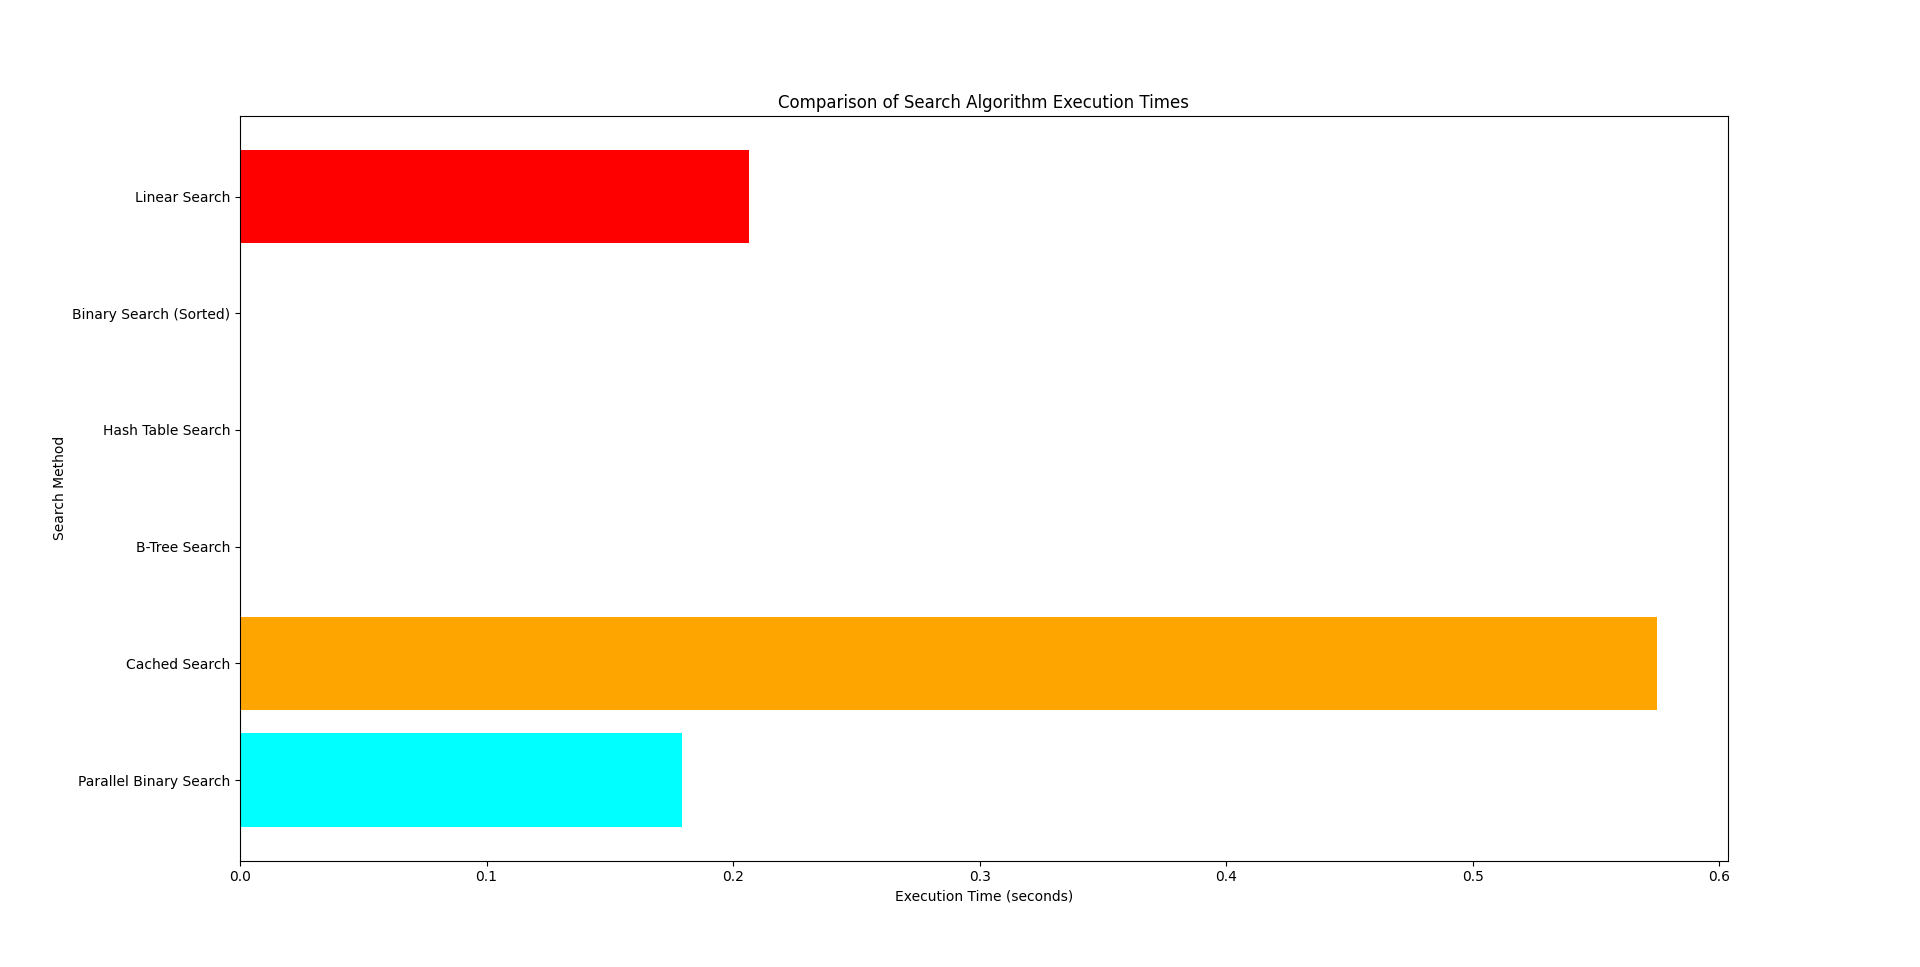 Comparison of Search Algorithm Execution Times
Search Method
Linear Search
Binary Search (Sorted)
Hash Table Search
B-Tree Search
Cached Search
Parallel Binary Search
0.0 0.1 0.2 0.3 0.4 0.5 0.6
Execution Time (seconds)